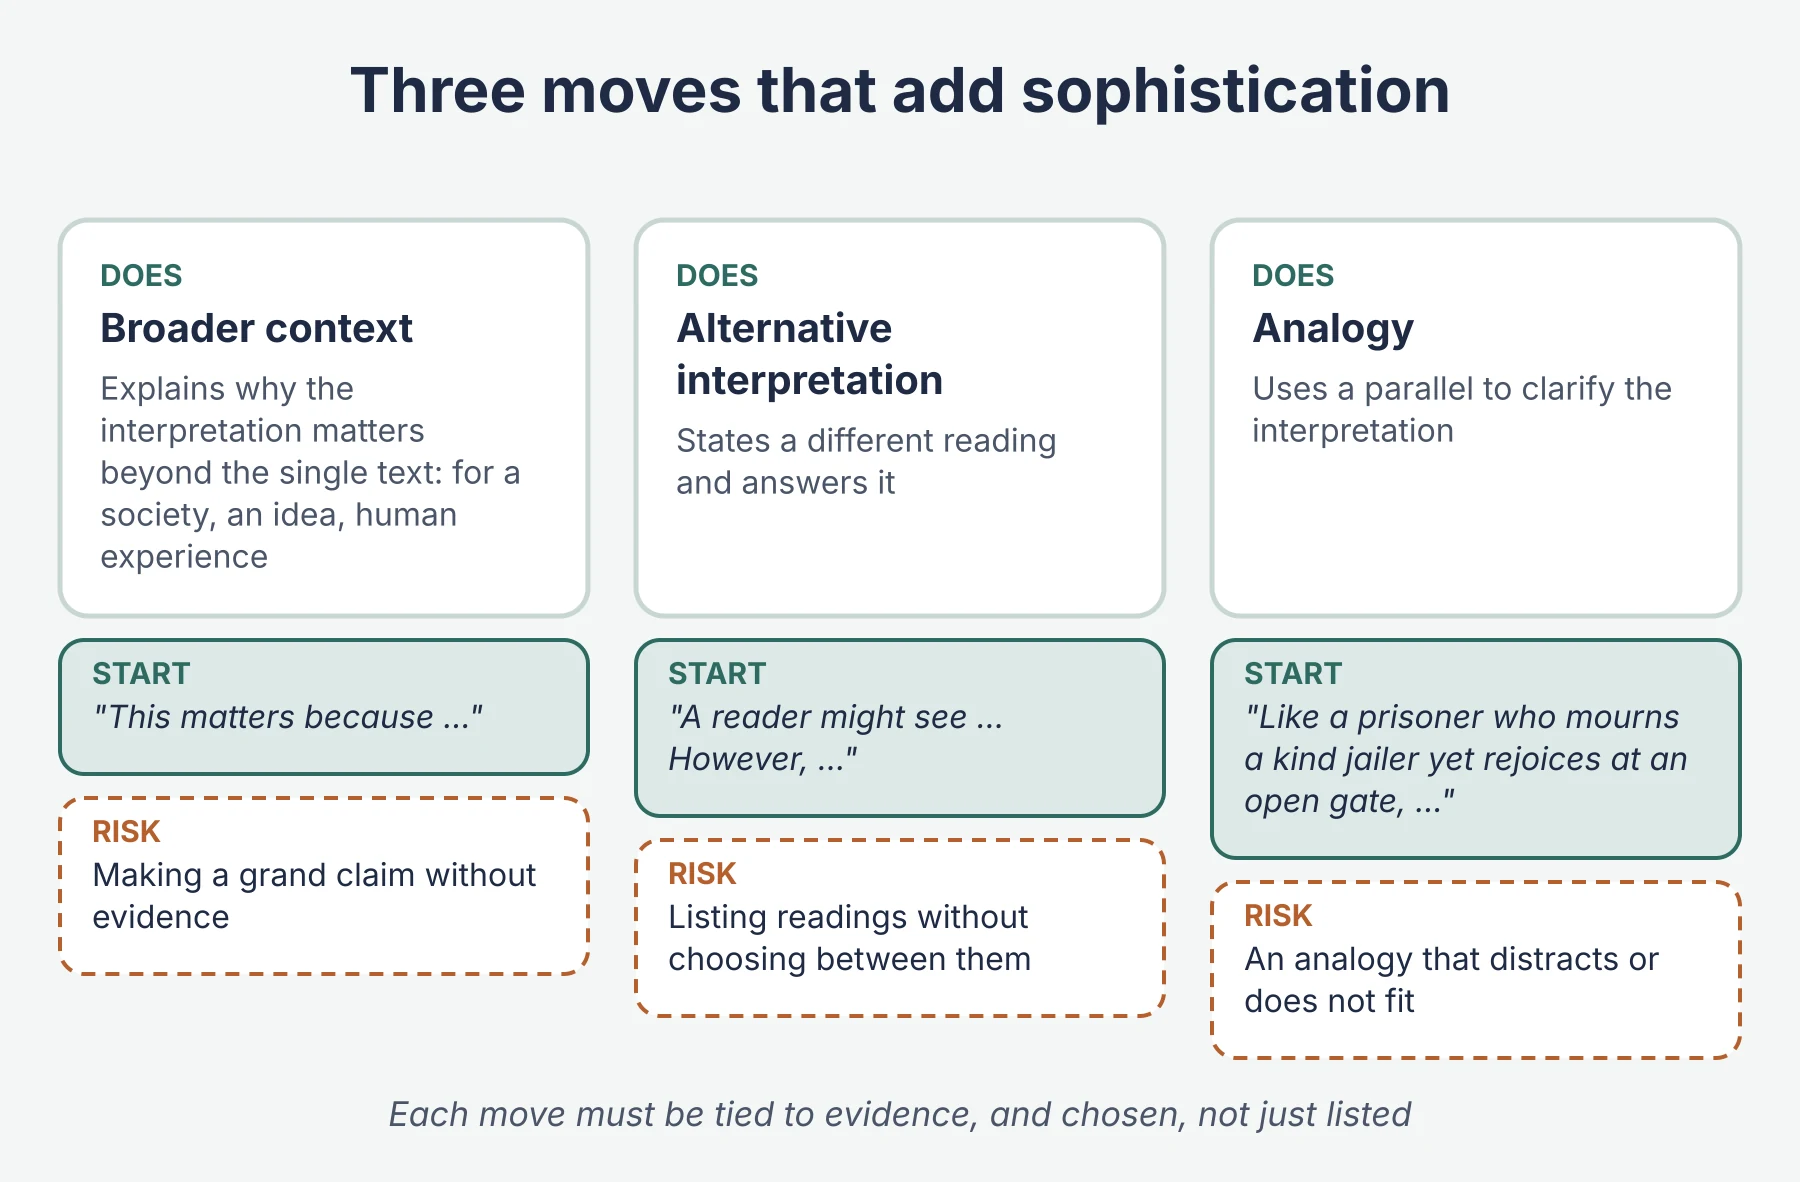 Three moves that add sophistication
DOES
Broader context
Explains why the
interpretation matters
beyond the single text: for a
society, an idea, human
experience
START
"This matters because ..."
RISK
Making a grand claim without
evidence
DOES
Alternative
interpretation
States a different reading
and answers it
START
"A reader might see ...
However, ..."
RISK
Listing readings without
choosing between them
DOES
Analogy
Uses a parallel to clarify the
interpretation
START
"Like a prisoner who mourns
a kind jailer yet rejoices at an
open gate, ..."
RISK
An analogy that distracts or
does not fit
Each move must be tied to evidence, and chosen, not just listed